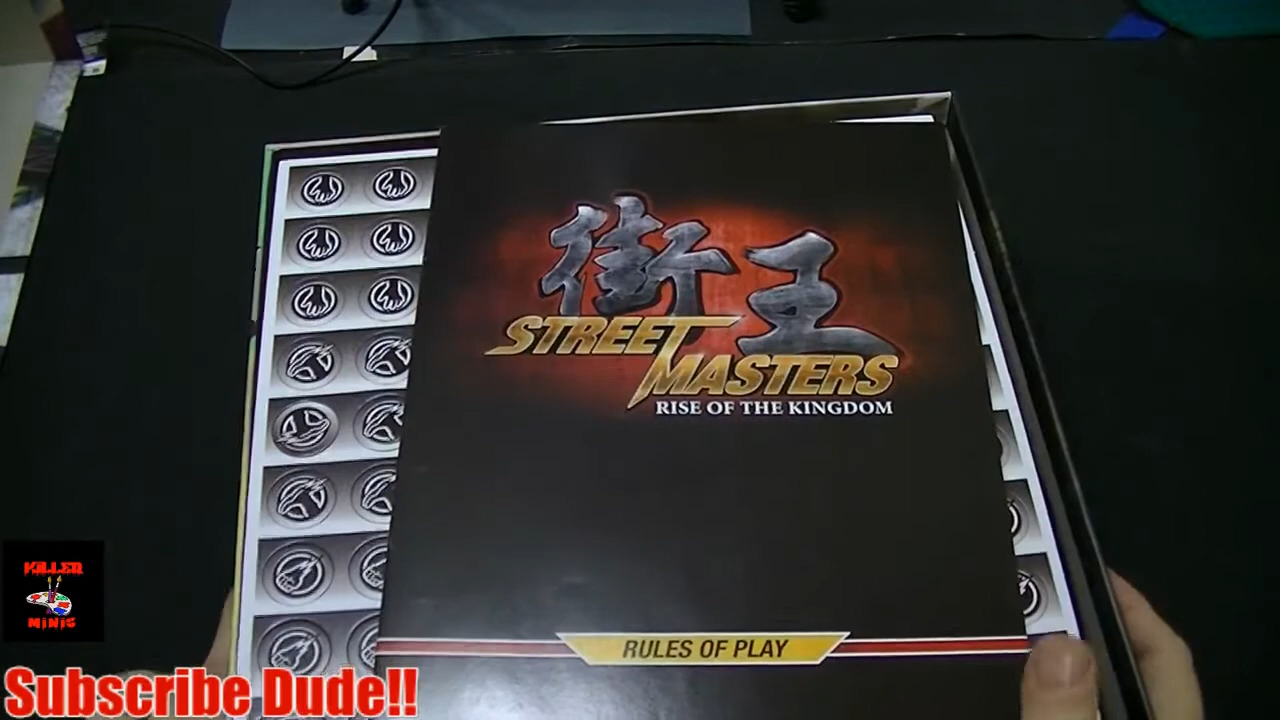 街王
STREET
MASTERS
RISE OF THE KINGDOM
RULES OF PLAY
KILLER
MINIS
Subscribe Dude!!